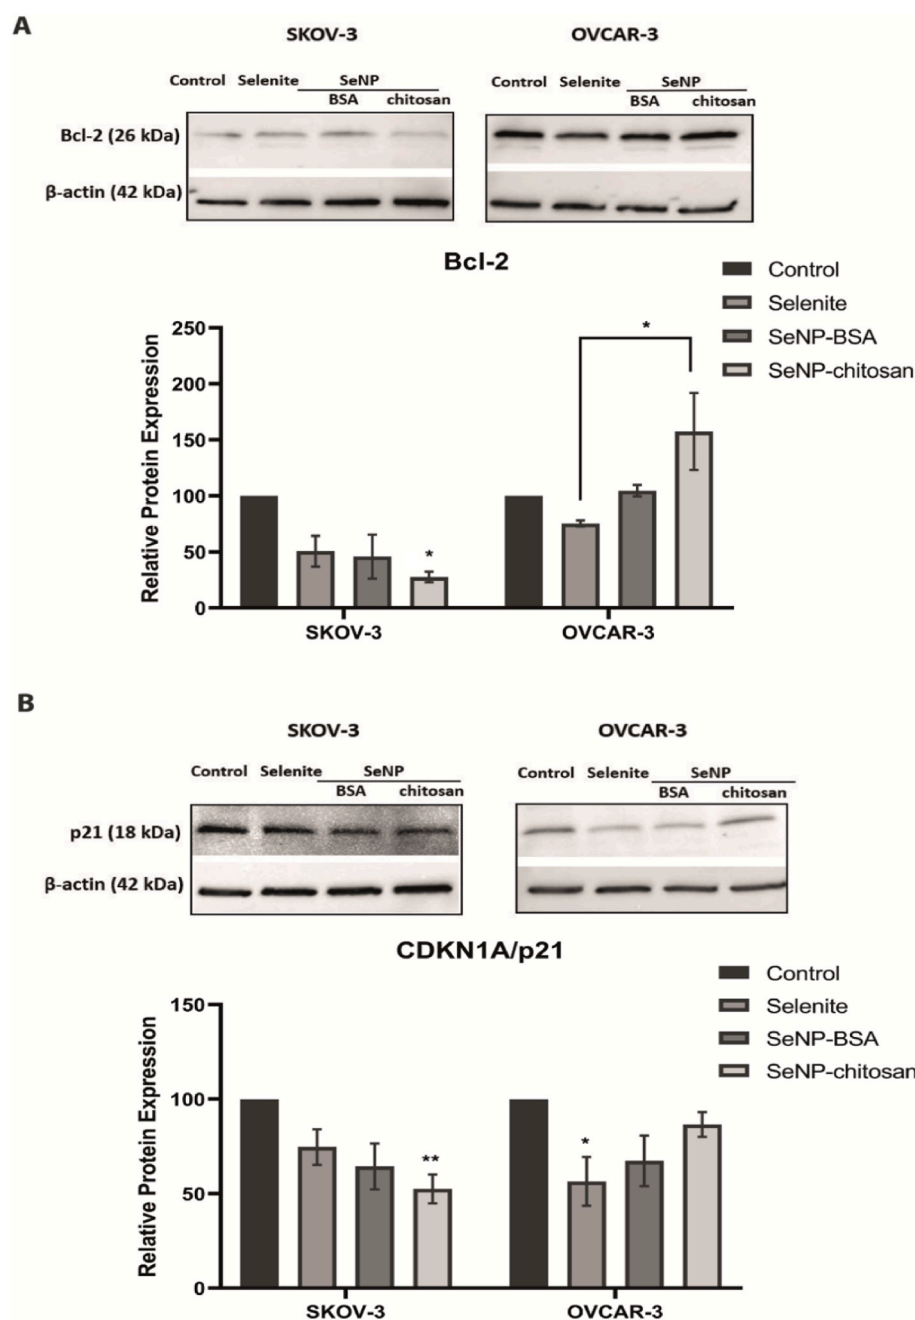 A
SKOV-3 OVCAR-3
Control Selenite SeNP Control Selenite SeNP
BSA chitosan BSA chitosan
Bcl-2 (26 kDa)
β-actin (42 kDa)
Bcl-2
Control
Selenite
SeNP-BSA
SeNP-chitosan
Relative Protein Expression
250
200
150
100
50
0
*
*
SKOV-3 OVCAR-3
B
SKOV-3 OVCAR-3
Control Selenite SeNP Control Selenite SeNP
BSA chitosan BSA chitosan
p21 (18 kDa)
β-actin (42 kDa)
CDKN1A/p21
Control
Selenite
SeNP-BSA
SeNP-chitosan
Relative Protein Expression
150
100
50
0
**
*
SKOV-3 OVCAR-3